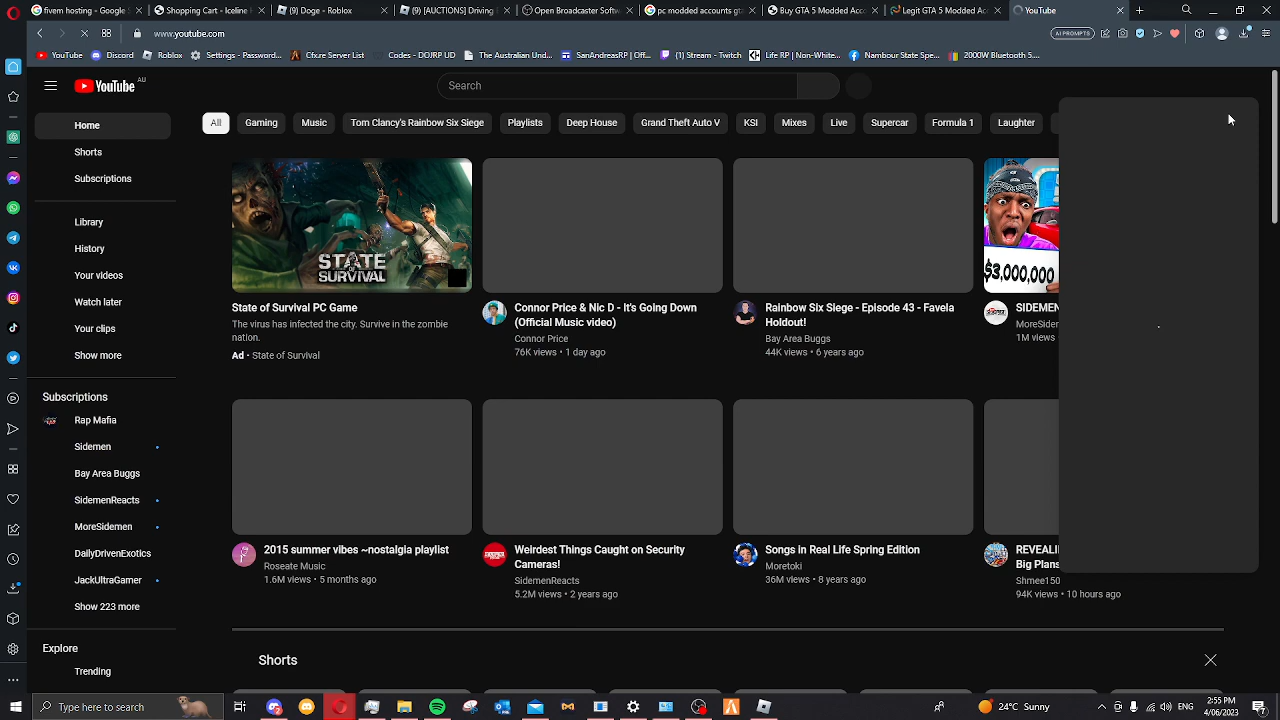 fivem hosting - Google S
Shopping Cart - Iceline H
(9) Doge - Roblox
(9) [AUCTIONS] Driving E
Open Broadcaster Softwa
pc modded accounts gta
Buy GTA 5 Modded Acco
Legit GTA 5 Modded Acc
YouTube
www.youtube.com
AI PROMPTS
YouTube
Discord
Roblox
Settings - Password...
Cfxzre Server List
Codes - DOJRP UD
The Australian Und...
SanAndreasRP | Off...
(1) Streon - Twitch
Life RP | Non-White...
Nambour State Spe...
2000W Bluetooth 5....
YouTube AU
Search
All
Gaming
Music
Tom Clancy's Rainbow Six Siege
Playlists
Deep House
Grand Theft Auto V
KSI
Mixes
Live
Supercar
Formula 1
Laughter
Home
Shorts
Subscriptions
Library
History
Your videos
Watch later
Your clips
Show more
Subscriptions
Rap Mafia
Sidemen
Bay Area Buggs
SidemenReacts
MoreSidemen
DailyDrivenExotics
JackUltraGamer
Show 223 more
Explore
Trending
STATE OF
SURVIVAL
State of Survival PC Game
The virus has infected the city. Survive in the zombie
nation.
Ad • State of Survival
Connor Price & Nic D - It's Going Down
(Official Music video)
Connor Price
76K views • 1 day ago
Rainbow Six Siege - Episode 43 - Favela
Holdout!
Bay Area Buggs
44K views • 6 years ago
$3,000,000
SIDEMEN
MoreSidem
1M views
2015 summer vibes ~nostalgia playlist
Roseate Music
1.6M views • 5 months ago
Weirdest Things Caught on Security
Cameras!
SidemenReacts
5.2M views • 2 years ago
Songs in Real Life Spring Edition
Moretoki
36M views • 8 years ago
REVEALI
Big Plans
Shmee150
94K views • 10 hours ago
Shorts
Type here to search
24°C Sunny
ENG
2:55 PM
4/06/2023